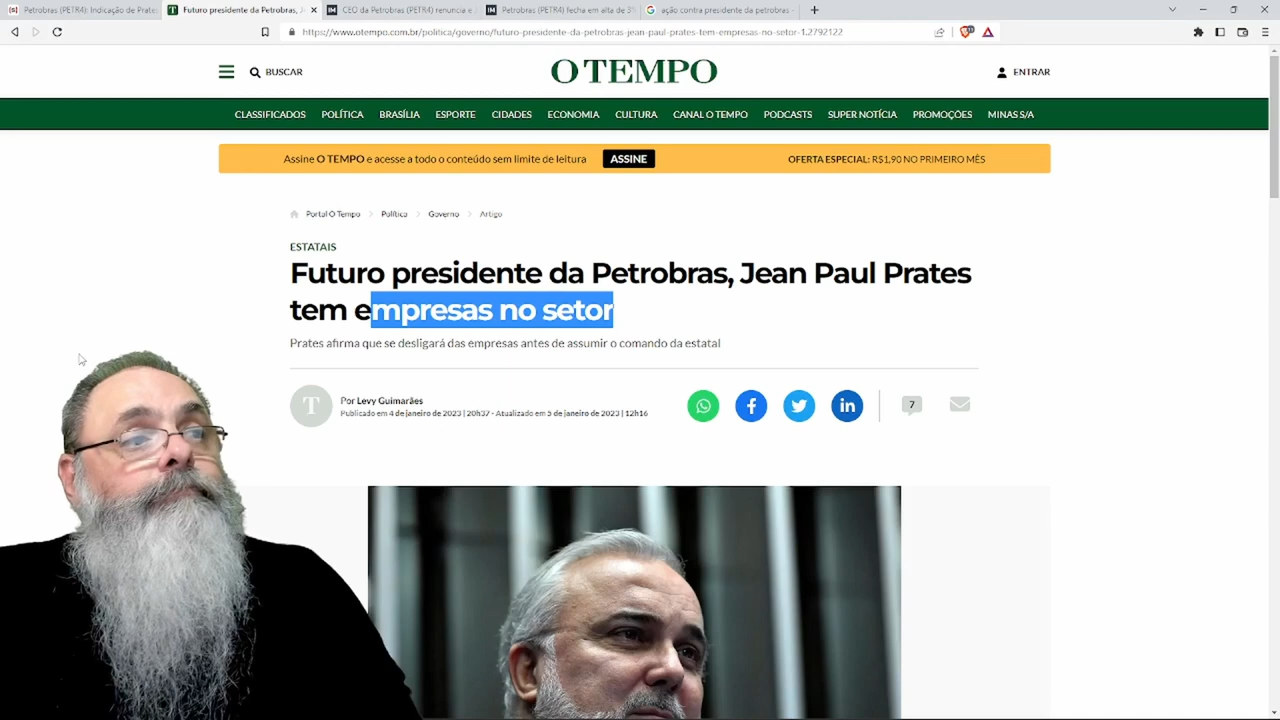 Petrobras (PETR4): Indicação de Prates
Futuro presidente da Petrobras, J
CEO da Petrobras (PETR4) renuncia e
Petrobras (PETR4) fecha em alta de 3%
ação contra presidente da petrobras -
https://www.otempo.com.br/politica/governo/futuro-presidente-da-petrobras-jean-paul-prates-tem-empresas-no-setor-1.2792122
BUSCAR
O TEMPO
ENTRAR
CLASSIFICADOS POLÍTICA BRASÍLIA ESPORTE CIDADES ECONOMIA CULTURA CANAL O TEMPO PODCASTS SUPER NOTÍCIA PROMOÇÕES MINAS S/A
Assine O TEMPO e acesse a todo o conteúdo sem limite de leitura ASSINE OFERTA ESPECIAL: R$1,90 NO PRIMEIRO MÊS
Portal O Tempo Política Governo Artigo
ESTATAIS
Futuro presidente da Petrobras, Jean Paul Prates
tem empresas no setor
Prates afirma que se desligará das empresas antes de assumir o comando da estatal
T
Por Levy Guimarães
Publicado em 4 de janeiro de 2023 | 20h37 - Atualizado em 5 de janeiro de 2023 | 12h16
7